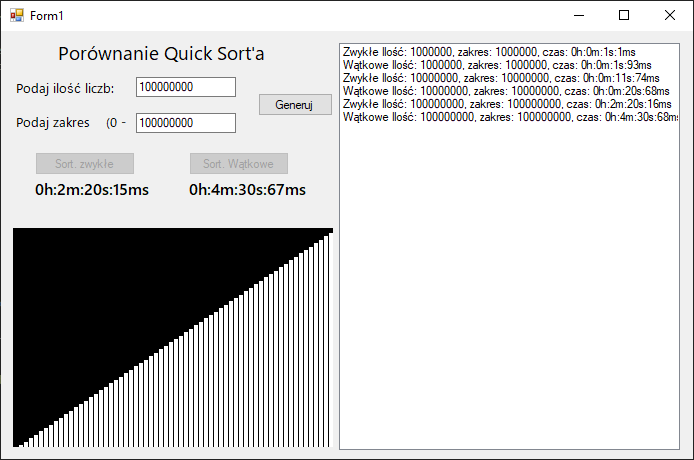 Form1
Porównanie Quick Sort'a
Podaj ilość liczb:
100000000
Podaj zakres (0 -
100000000
Generuj
Sort. zwykłe
Sort. Wątkowe
0h:2m:20s:15ms
0h:4m:30s:67ms
Zwykłe Ilość: 1000000, zakres: 1000000, czas: 0h:0m:1s:1ms
Wątkowe Ilość: 1000000, zakres: 1000000, czas: 0h:0m:1s:93ms
Zwykłe Ilość: 10000000, zakres: 10000000, czas: 0h:0m:11s:74ms
Wątkowe Ilość: 10000000, zakres: 10000000, czas: 0h:0m:20s:68ms
Zwykłe Ilość: 100000000, zakres: 100000000, czas: 0h:2m:20s:16ms
Wątkowe Ilość: 100000000, zakres: 100000000, czas: 0h:4m:30s:68ms